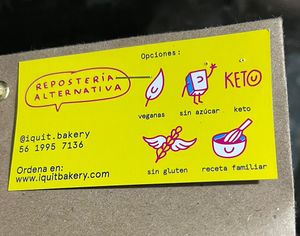 Opciones:
REPOSTERÍA
ALTERNATIVA
KETO
veganas
sin azúcar
keto
@iquit.bakery
56 1995 7136
sin gluten
receta familiar
Ordena en:
www.iquitbakery.com